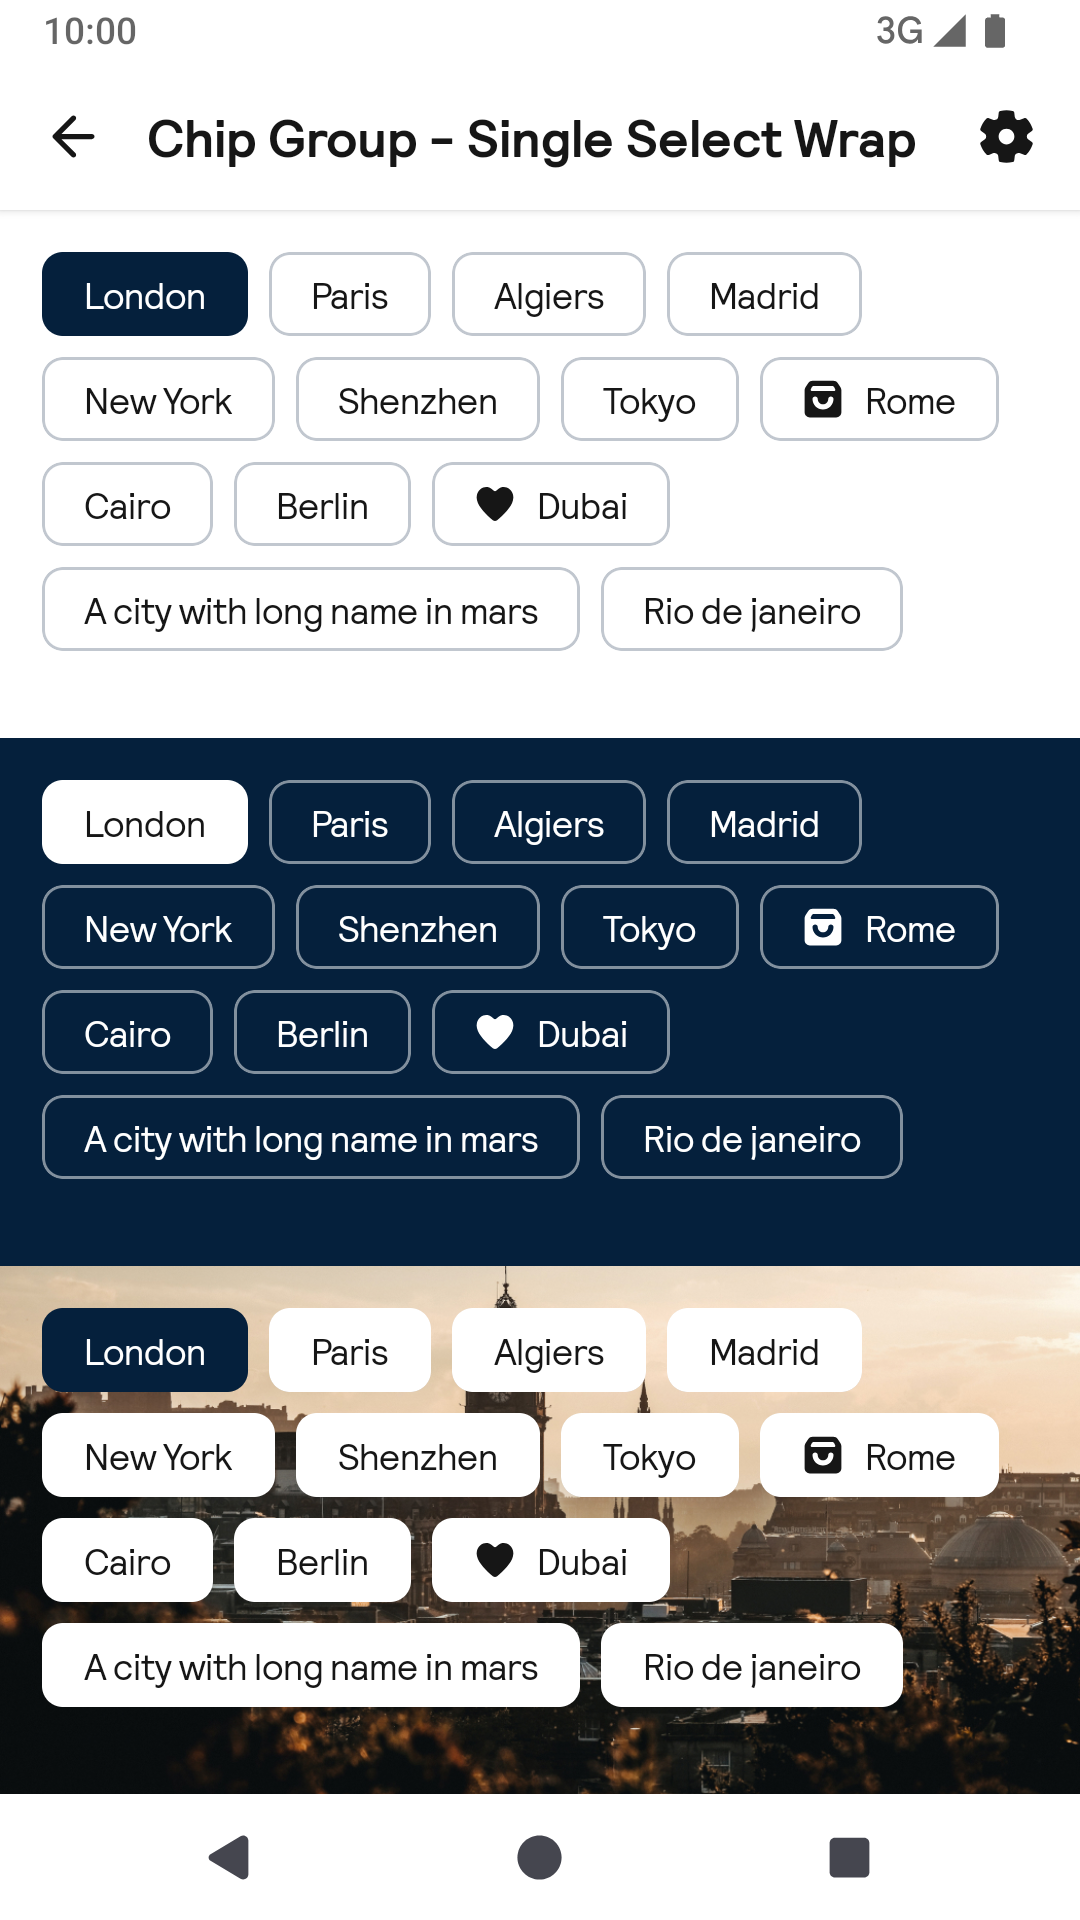 10:00 3G
Chip Group - Single Select Wrap
London Paris Algiers Madrid
New York Shenzhen Tokyo Rome
Cairo Berlin Dubai
A city with long name in mars Rio de janeiro
London Paris Algiers Madrid
New York Shenzhen Tokyo Rome
Cairo Berlin Dubai
A city with long name in mars Rio de janeiro
London Paris Algiers Madrid
New York Shenzhen Tokyo Rome
Cairo Berlin Dubai
A city with long name in mars Rio de janeiro